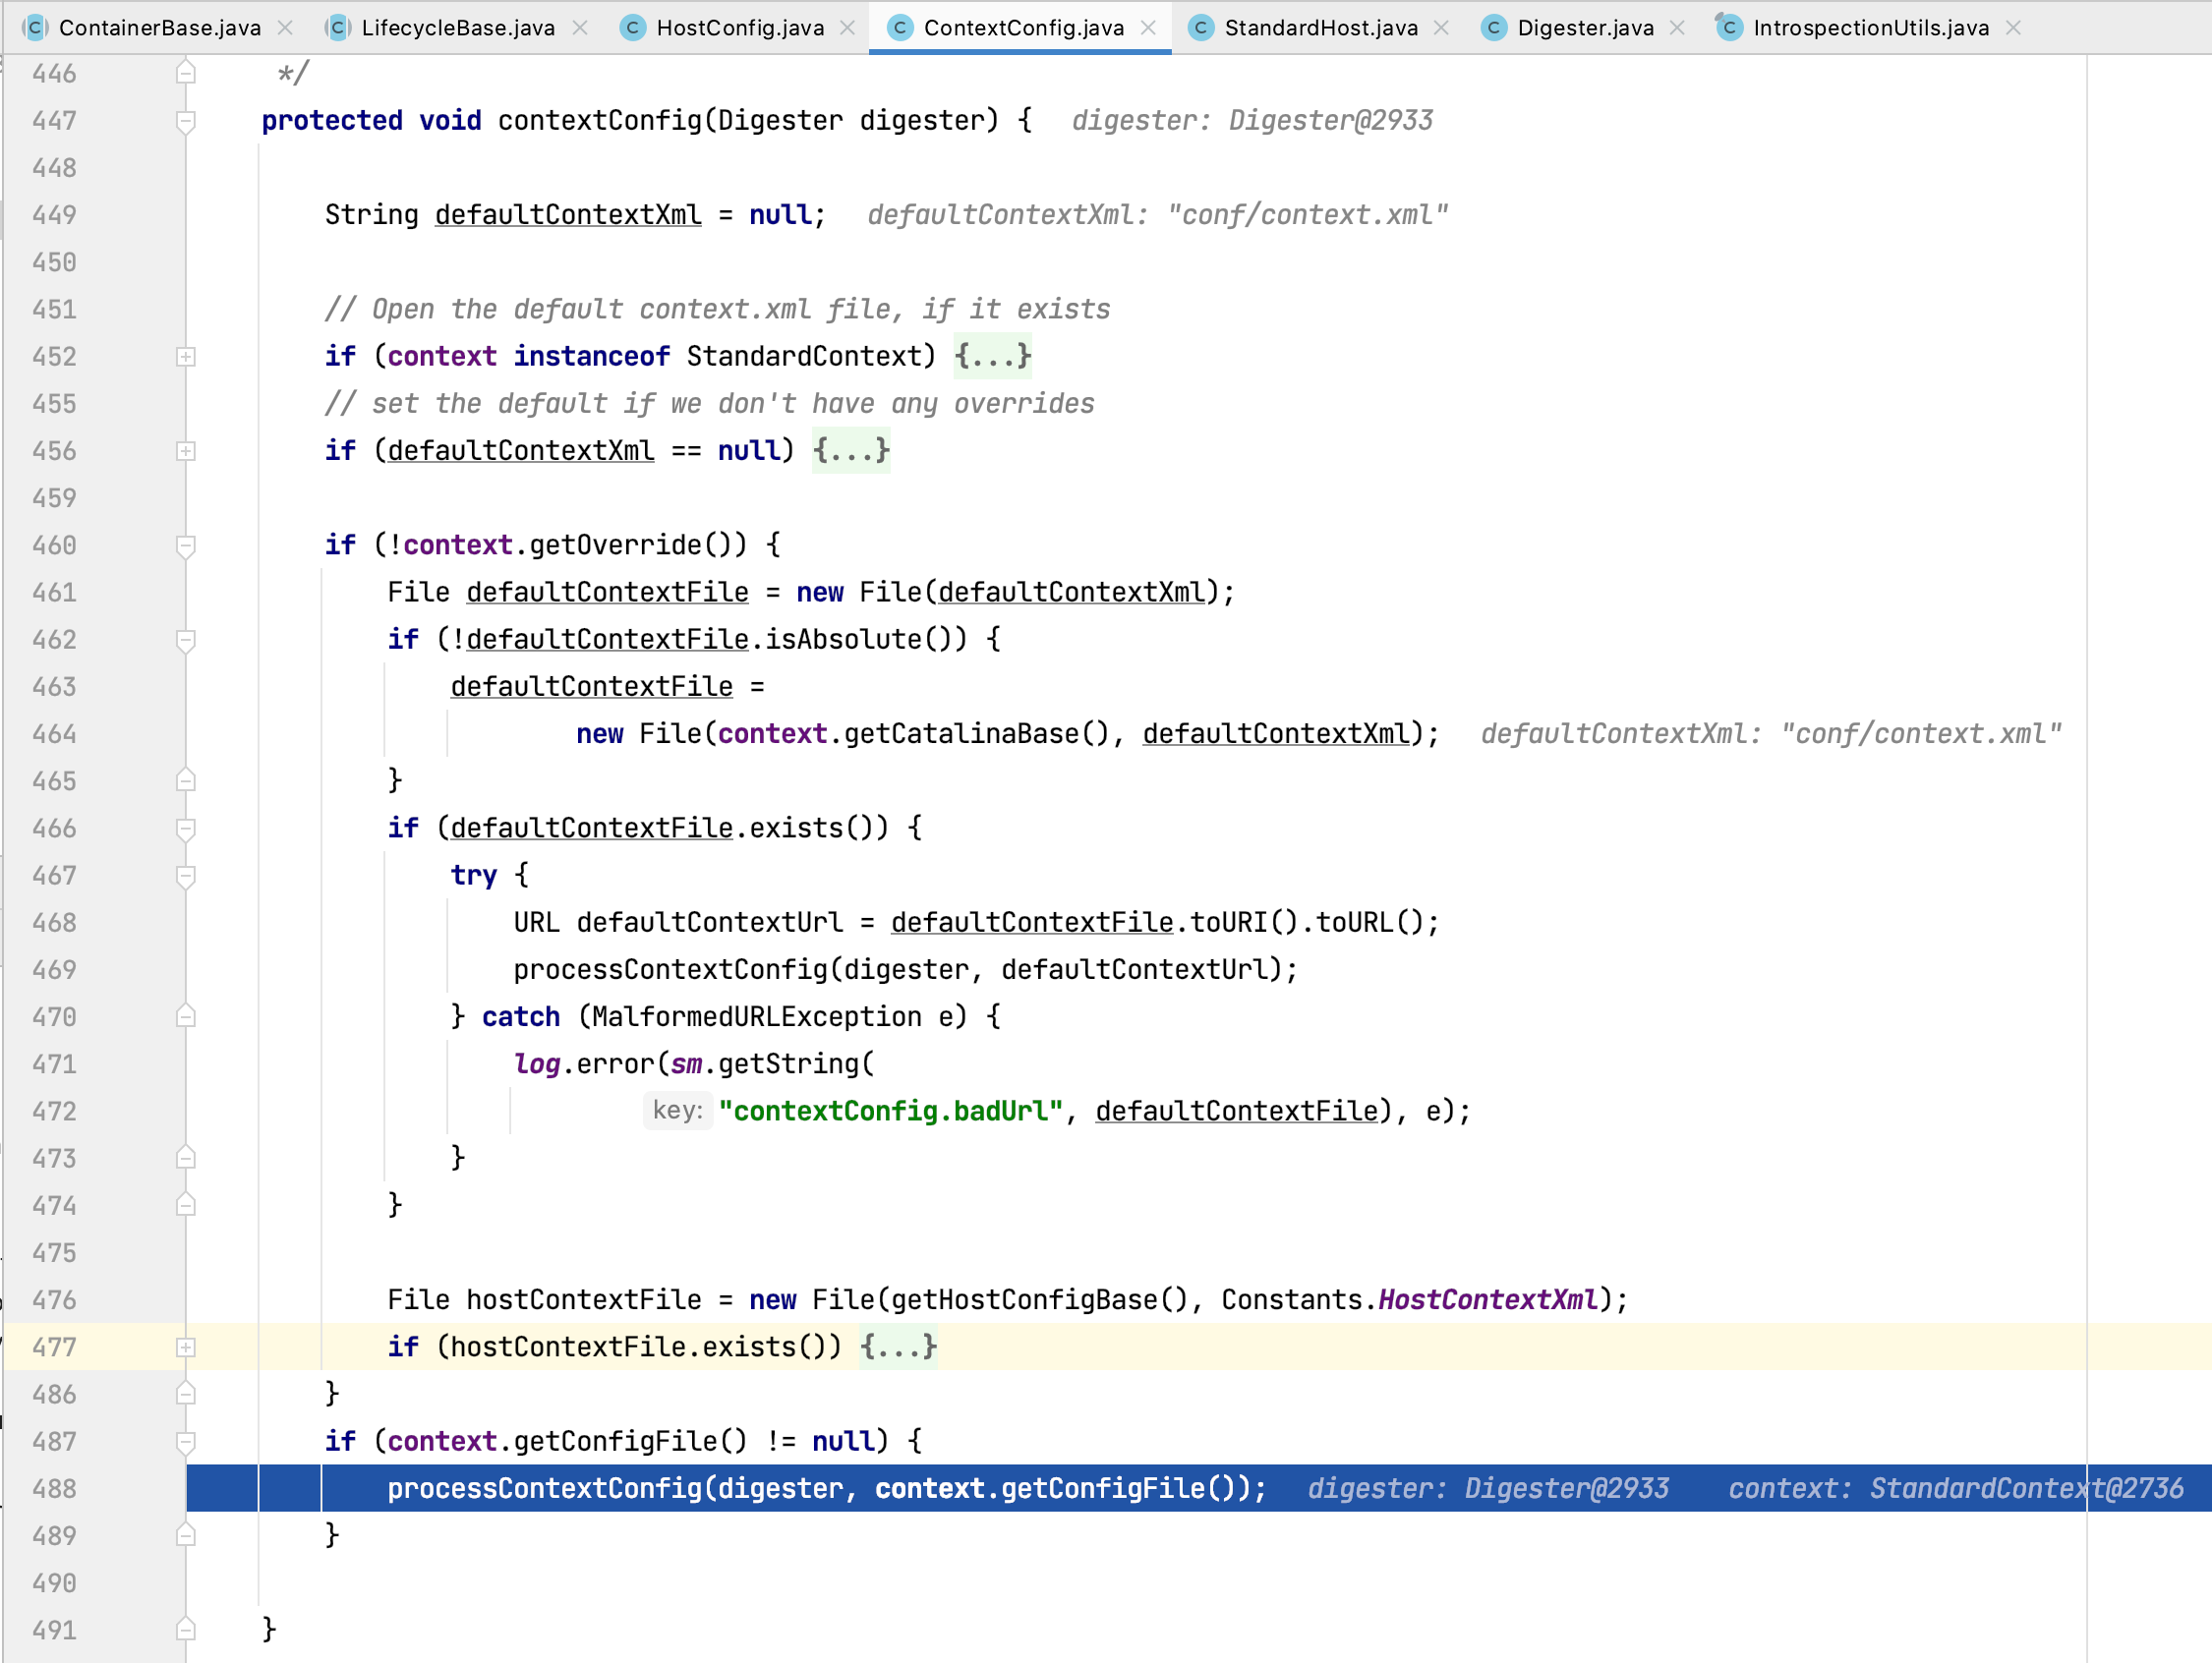 ContainerBase.java LifecycleBase.java HostConfig.java ContextConfig.java StandardHost.java Digester.java IntrospectionUtils.java
446 */
447 protected void contextConfig(Digester digester) { digester: Digester@2933
448
449 String defaultContextXml = null; defaultContextXml: "conf/context.xml"
450
451 // Open the default context.xml file, if it exists
452 if (context instanceof StandardContext) {...}
455 // set the default if we don't have any overrides
456 if (defaultContextXml == null) {...}
459
460 if (!context.getOverride()) {
461 File defaultContextFile = new File(defaultContextXml);
462 if (!defaultContextFile.isAbsolute()) {
463 defaultContextFile =
464 new File(context.getCatalinaBase(), defaultContextXml); defaultContextXml: "conf/context.xml"
465 }
466 if (defaultContextFile.exists()) {
467 try {
468 URL defaultContextUrl = defaultContextFile.toURI().toURL();
469 processContextConfig(digester, defaultContextUrl);
470 } catch (MalformedURLException e) {
471 log.error(sm.getString(
472 key: "contextConfig.badUrl", defaultContextFile), e);
473 }
474 }
475
476 File hostContextFile = new File(getHostConfigBase(), Constants.HostContextXml);
477 if (hostContextFile.exists()) {...}
486 }
487 if (context.getConfigFile() != null) {
488 processContextConfig(digester, context.getConfigFile()); digester: Digester@2933 context: StandardContext@2736
489 }
490
491 }